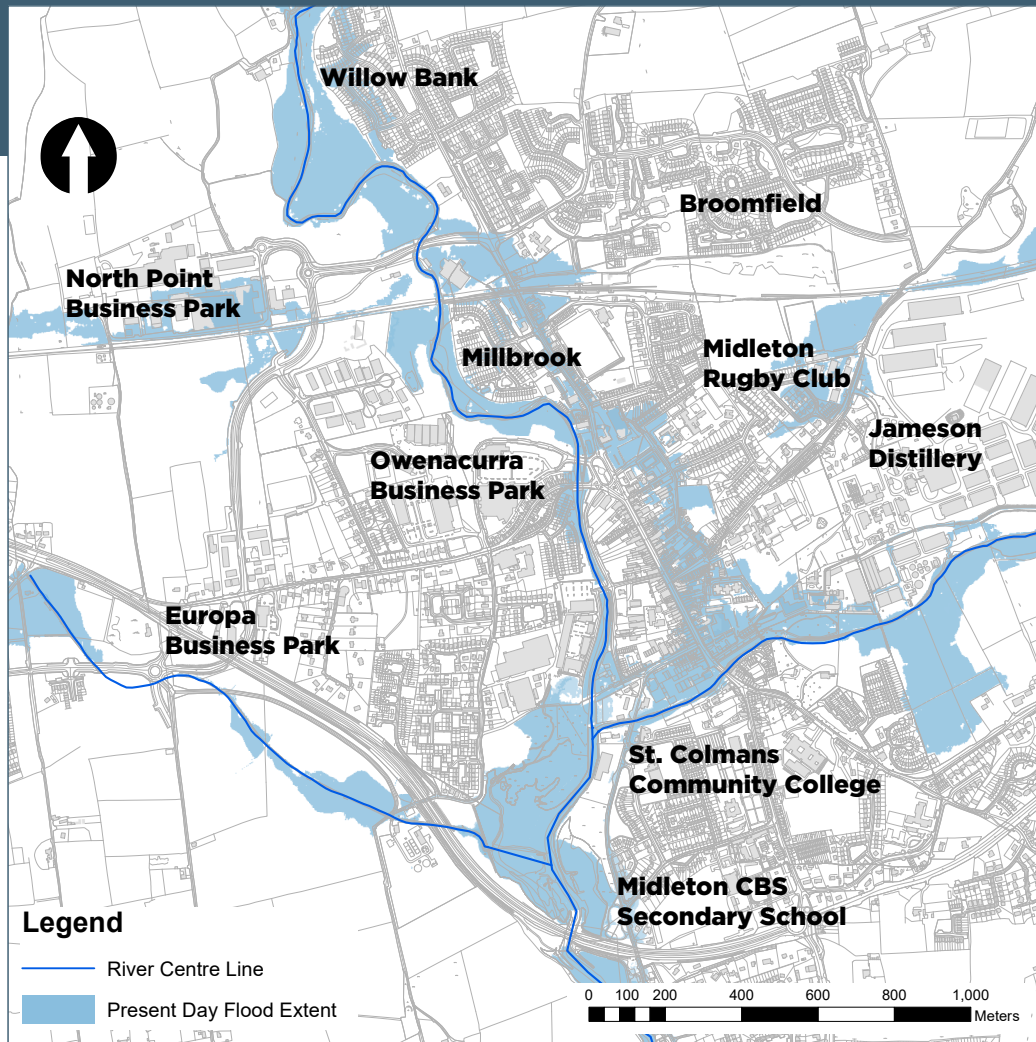 Willow Bank
Broomfield
North Point
Business Park
Millbrook
Midleton
Rugby Club
Jameson
Distillery
Owenacurra
Business Park
Europa
Business Park
St. Colmans
Community College
Midleton CBS
Secondary School
Legend
River Centre Line
Present Day Flood Extent
0 100 200 400 600 800 1,000
Meters